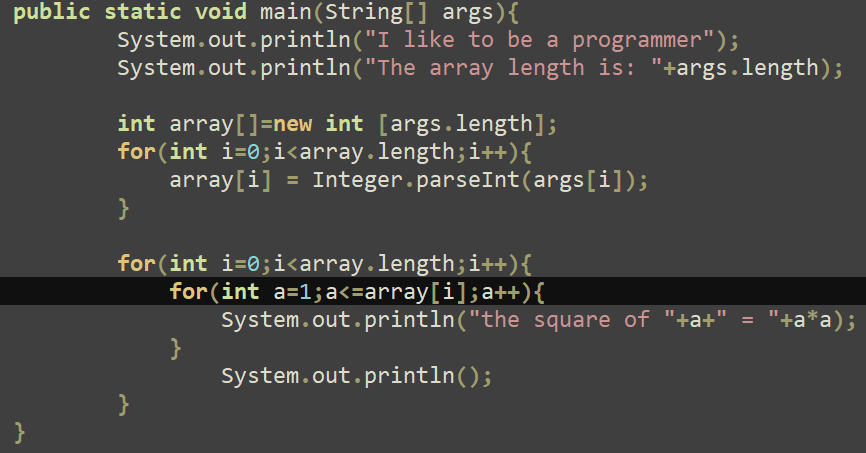 public static void main(String[] args){
System.out.println("I like to be a programmer");
System.out.println("The array length is: "+args.length);
int array[]=new int [args.length];
for(int i=0;i<array.length;i++){
array[i] = Integer.parseInt(args[i]);
}
for(int i=0;i<array.length;i++){
for(int a=1;a<=array[i];a++){
System.out.println("the square of "+a+" = "+a*a);
}
System.out.println();
}
}